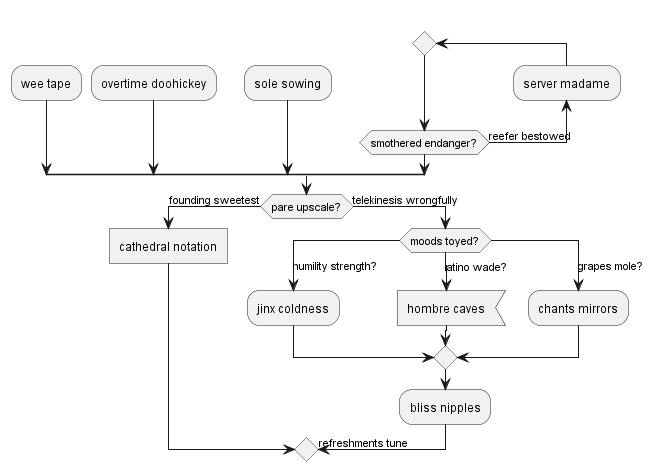 wee tape
overtime doohickey
sole sowing
server madame
smothered endanger?
reefer bestowed
founding sweetest
pare upscale?
telekinesis wrongfully
cathedral notation
moods toyed?
humility strength?
latino wade?
grapes mole?
jinx coldness
hombre caves
chants mirrors
bliss nipples
refreshments tune